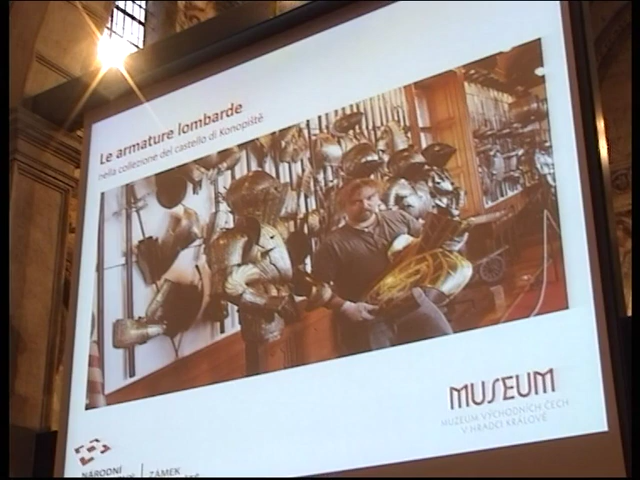 Le armature lombarde
nella collezione del castello di Konopiště
MUSEUM
MUZEUM VÝCHODNÍCH ČECH
V HRADCI KRÁLOVÉ
NÁRODNÍ
ZÁMEK